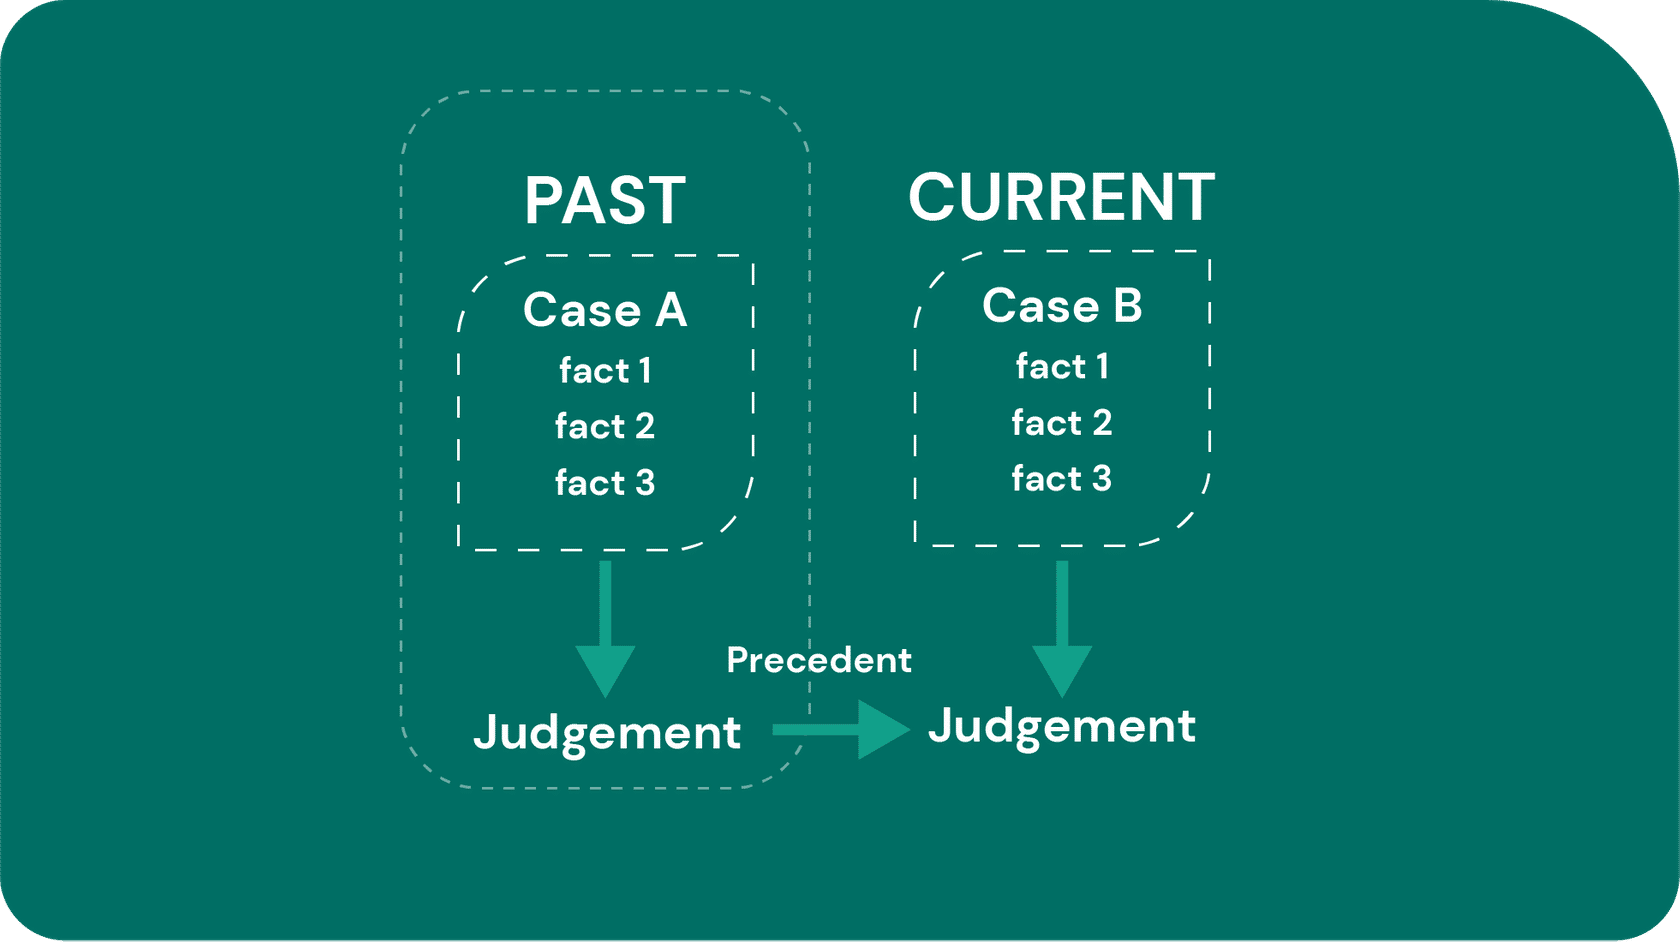 PAST
Case A
fact 1
fact 2
fact 3
Judgement
Precedent
CURRENT
Case B
fact 1
fact 2
fact 3
Judgement